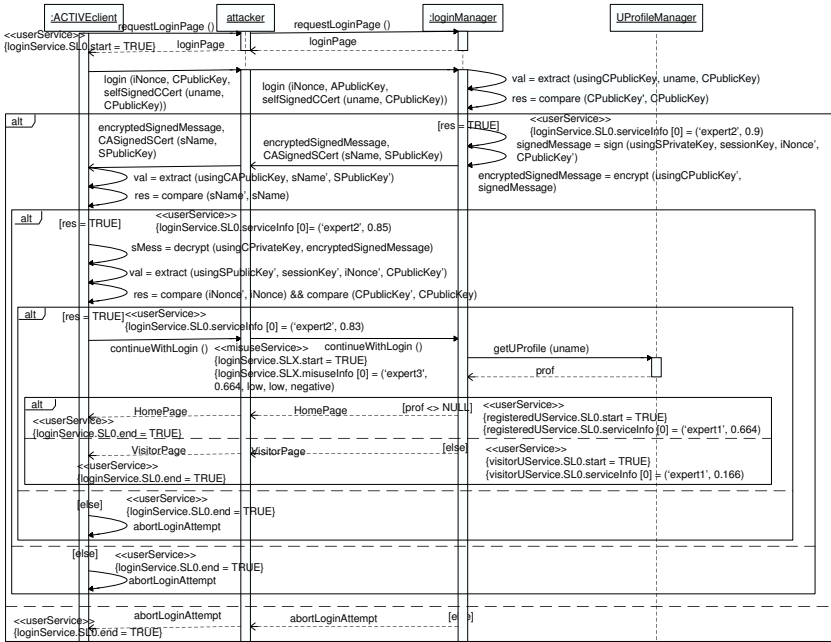 :ACTIVEclient
attacker
:loginManager
UProfileManager
requestLoginPage ()
requestLoginPage ()
<<userService>>
{loginService.SL0.start = TRUE}
loginPage
loginPage
login (iNonce, CPublicKey,
selfSignedCCert (uname,
CPublicKey))
login (iNonce, APublicKey,
selfSignedCCert (uname, CPublicKey))
val = extract (usingCPublicKey, uname, CPublicKey)
res = compare (CPublicKey', CPublicKey)
alt
[res = TRUE]
<<userService>>
{loginService.SL0.serviceInfo [0] = ('expert2', 0.9)
signedMessage = sign (usingSPrivateKey, sessionKey, iNonce',
CPublicKey')
encryptedSignedMessage,
CASignedSCert (sName,
SPublicKey)
encryptedSignedMessage,
CASignedSCert (sName, SPublicKey)
encryptedSignedMessage = encrypt (usingCPublicKey',
signedMessage)
val = extract (usingCAPublicKey, sName', SPublicKey')
res = compare (sName', sName)
alt
[res = TRUE]
<<userService>>
{loginService.SL0.serviceInfo [0]= ('expert2', 0.85)
sMess = decrypt (usingCPrivateKey, encryptedSignedMessage)
val = extract (usingSPublicKey', sessionKey', iNonce', CPublicKey')
res = compare (iNonce', iNonce) && compare (CPublicKey', CPublicKey)
alt
[res = TRUE]
<<userService>>
{loginService.SL0.serviceInfo [0] = ('expert2', 0.83)
continueWithLogin ()
<<misuseService>>
{loginService.SLX.start = TRUE}
{loginService.SLX.misuseInfo [0] = ('expert3',
0.664, low, low, negative)
continueWithLogin ()
getUProfile (uname)
prof
alt
HomePage
HomePage
[prof <> NULL]
<<userService>>
{registeredUService.SL0.start = TRUE}
{registeredUService.SL0.serviceInfo [0] = ('expert1', 0.664)
<<userService>>
{loginService.SL0.end = TRUE}
VisitorPage
VisitorPage
[else]
<<userService>>
{visitorUService.SL0.start = TRUE}
{visitorUService.SL0.serviceInfo [0] = ('expert1', 0.166)
<<userService>>
{loginService.SL0.end = TRUE}
[else]
<<userService>>
{loginService.SL0.end = TRUE}
abortLoginAttempt
[else]
<<userService>>
{loginService.SL0.end = TRUE}
abortLoginAttempt
<<userService>>
{loginService.SL0.end = TRUE}
abortLoginAttempt
abortLoginAttempt
[else]